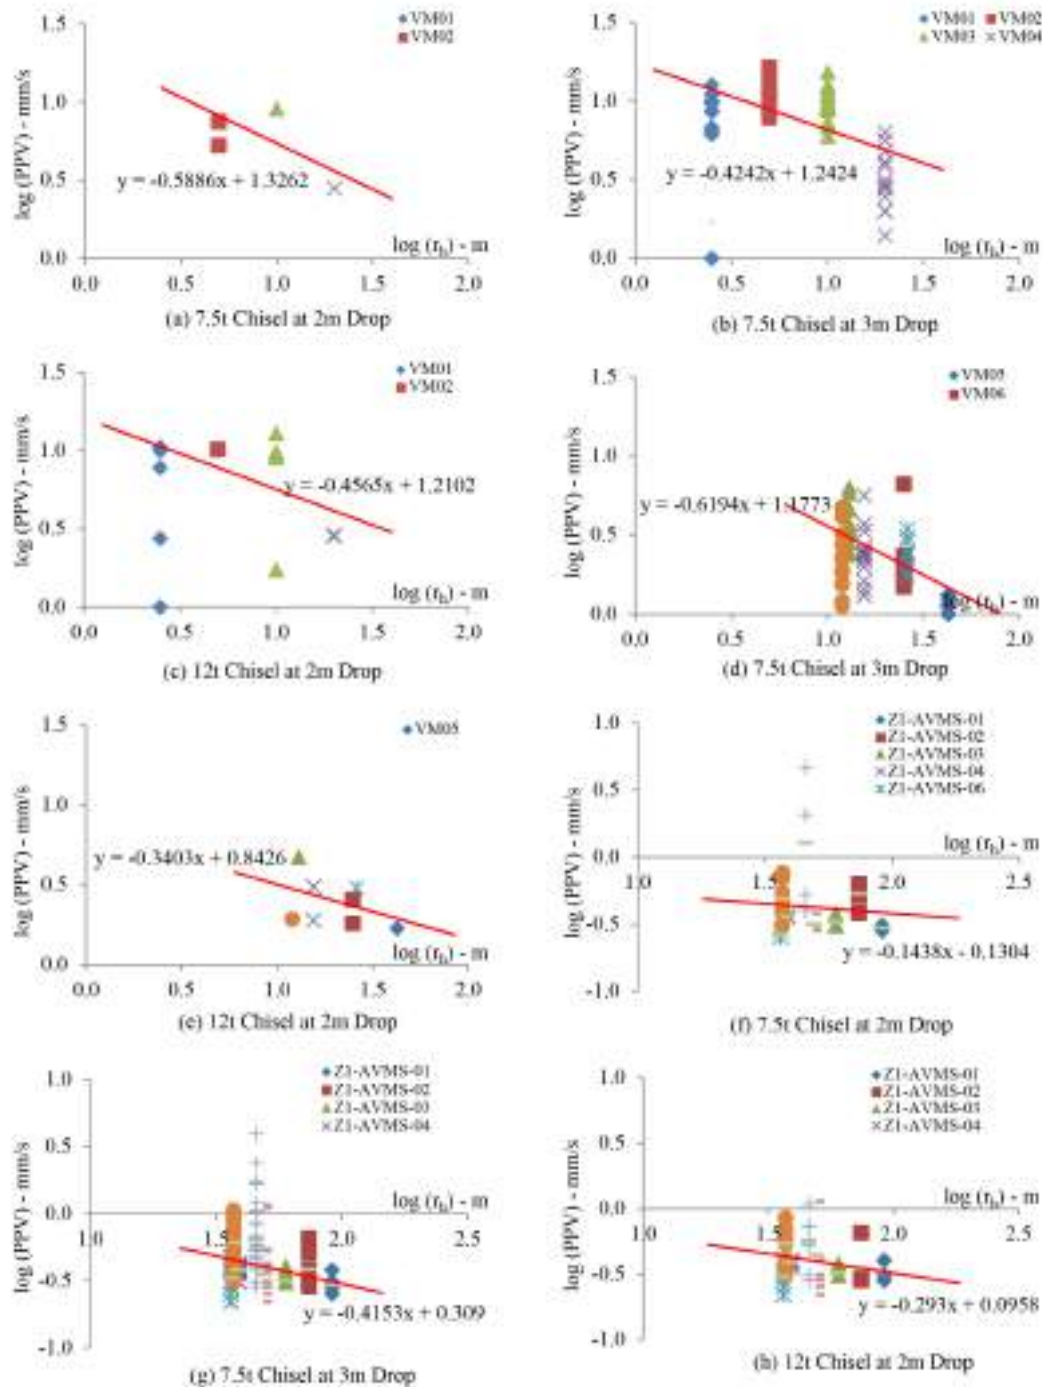 1.5
◆VM01
■VM02
log (PPV) - mm/s
1.0
0.5
0.0
y = -0.5886x + 1.3262
log (rh) - m
0.0 0.5 1.0 1.5 2.0
(a) 7.5t Chisel at 2m Drop
1.5
◆VM01 ■VM02
▲VM03 ×VM04
log (PPV) - mm/s
1.0
0.5
0.0
y = -0.4242x + 1.2424
log (rh) - m
0.0 0.5 1.0 1.5 2.0
(b) 7.5t Chisel at 3m Drop
1.5
◆VM01
■VM02
log (PPV) - mm/s
1.0
0.5
0.0
y = -0.4565x + 1.2102
log (rh) - m
0.0 0.5 1.0 1.5 2.0
(c) 12t Chisel at 2m Drop
1.5
◆VM05
■VM06
log (PPV) - mm/s
1.0
0.5
0.0
y = -0.6194x + 1.1773
log (rh) - m
0.0 0.5 1.0 1.5 2.0
(d) 7.5t Chisel at 3m Drop
1.5
◆VM05
log (PPV) - mm/s
1.0
0.5
0.0
y = -0.3403x + 0.8426
log (rh) - m
0.0 0.5 1.0 1.5 2.0
(e) 12t Chisel at 2m Drop
1.0
◆Z1-AVMS-01
■Z1-AVMS-02
▲Z1-AVMS-03
×Z1-AVMS-04
Z1-AVMS-06
log (PPV) - mm/s
0.5
0.0
-0.5
-1.0
log (rh) - m
1.0 1.5 2.0 2.5
y = -0.1438x - 0.1304
(f) 7.5t Chisel at 2m Drop
1.0
◆Z1-AVMS-01
■Z1-AVMS-02
▲Z1-AVMS-03
×Z1-AVMS-04
log (PPV) - mm/s
0.5
0.0
-0.5
-1.0
log (rh) - m
1.0 1.5 2.0 2.5
y = -0.4153x + 0.309
(g) 7.5t Chisel at 3m Drop
1.0
◆Z1-AVMS-01
■Z1-AVMS-02
▲Z1-AVMS-03
×Z1-AVMS-04
log (PPV) - mm/s
0.5
0.0
-0.5
-1.0
log (rh) - m
1.0 1.5 2.0 2.5
y = -0.293x + 0.0958
(h) 12t Chisel at 2m Drop